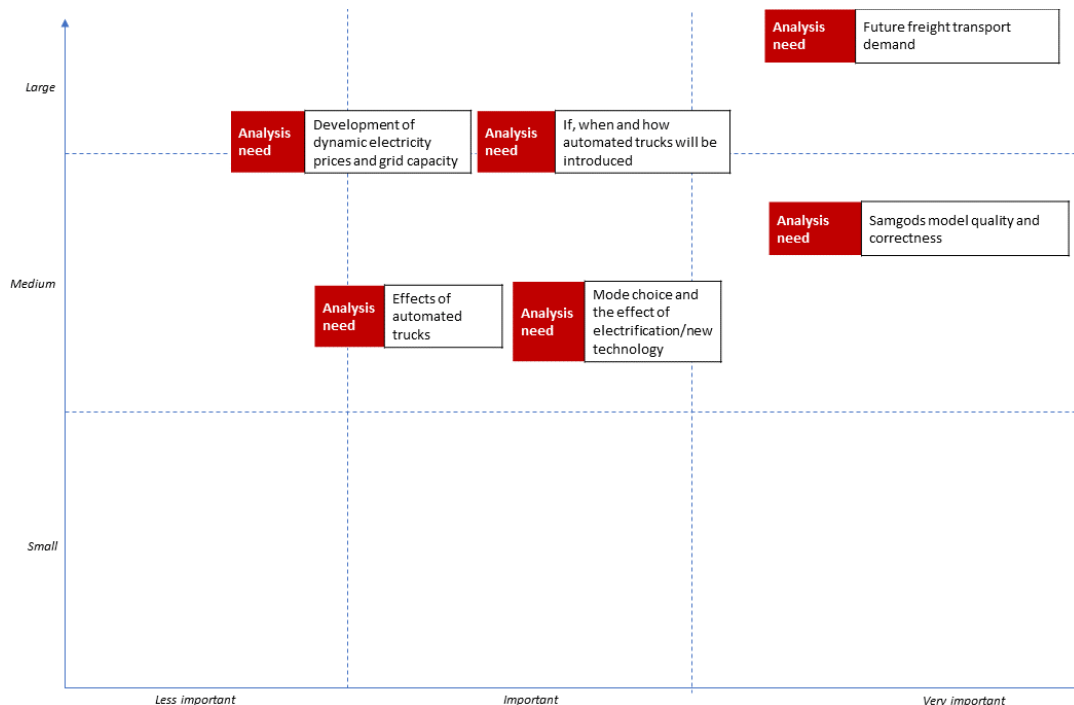 Analysis
need
Future freight transport
demand
Large
Analysis
need
Development of
dynamic electricity
prices and grid capacity
Analysis
need
If, when and how
automated trucks will be
introduced
Analysis
need
Samgods model quality and
correctness
Medium
Analysis
need
Effects of
automated
trucks
Analysis
need
Mode choice and
the effect of
electrification/new
technology
Small
Less important
Important
Very important